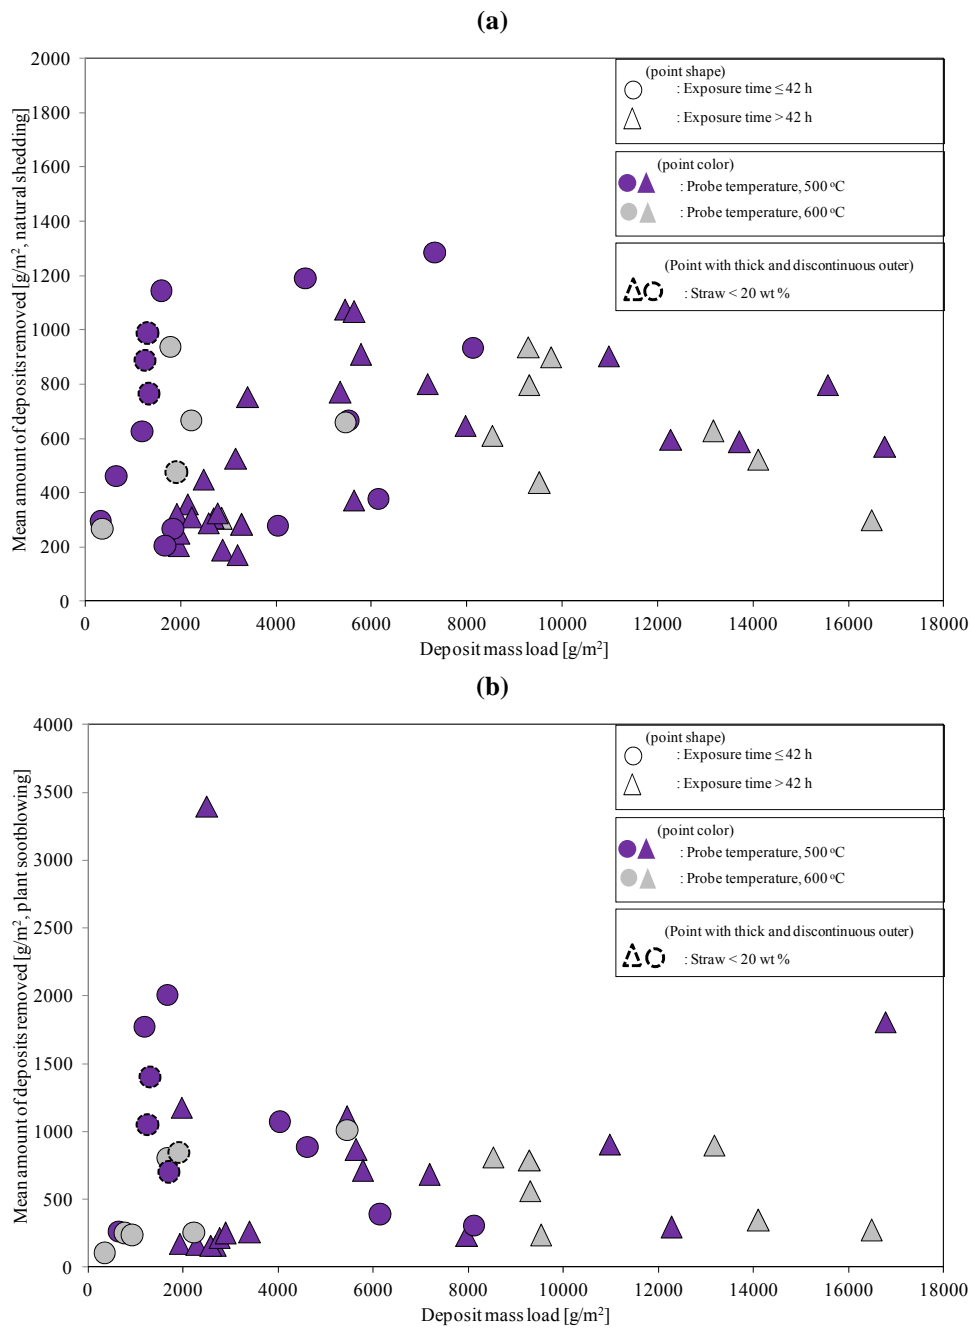 (a)
2000
1800
1600
1400
1200
1000
800
600
400
200
0
Mean amount of deposits removed [g/m², natural shedding]
(point shape)
: Exposure time ≤ 42 h
: Exposure time > 42 h
(point color)
: Probe temperature, 500 °C
: Probe temperature, 600 °C
(Point with thick and discontinuous outer)
: Straw < 20 wt %
0 2000 4000 6000 8000 10000 12000 14000 16000 18000
Deposit mass load [g/m²]
(b)
4000
3500
3000
2500
2000
1500
1000
500
0
Mean amount of deposits removed [g/m², plant sootblowing]
(point shape)
: Exposure time ≤ 42 h
: Exposure time > 42 h
(point color)
: Probe temperature, 500 °C
: Probe temperature, 600 °C
(Point with thick and discontinuous outer)
: Straw < 20 wt %
0 2000 4000 6000 8000 10000 12000 14000 16000 18000
Deposit mass load [g/m²]